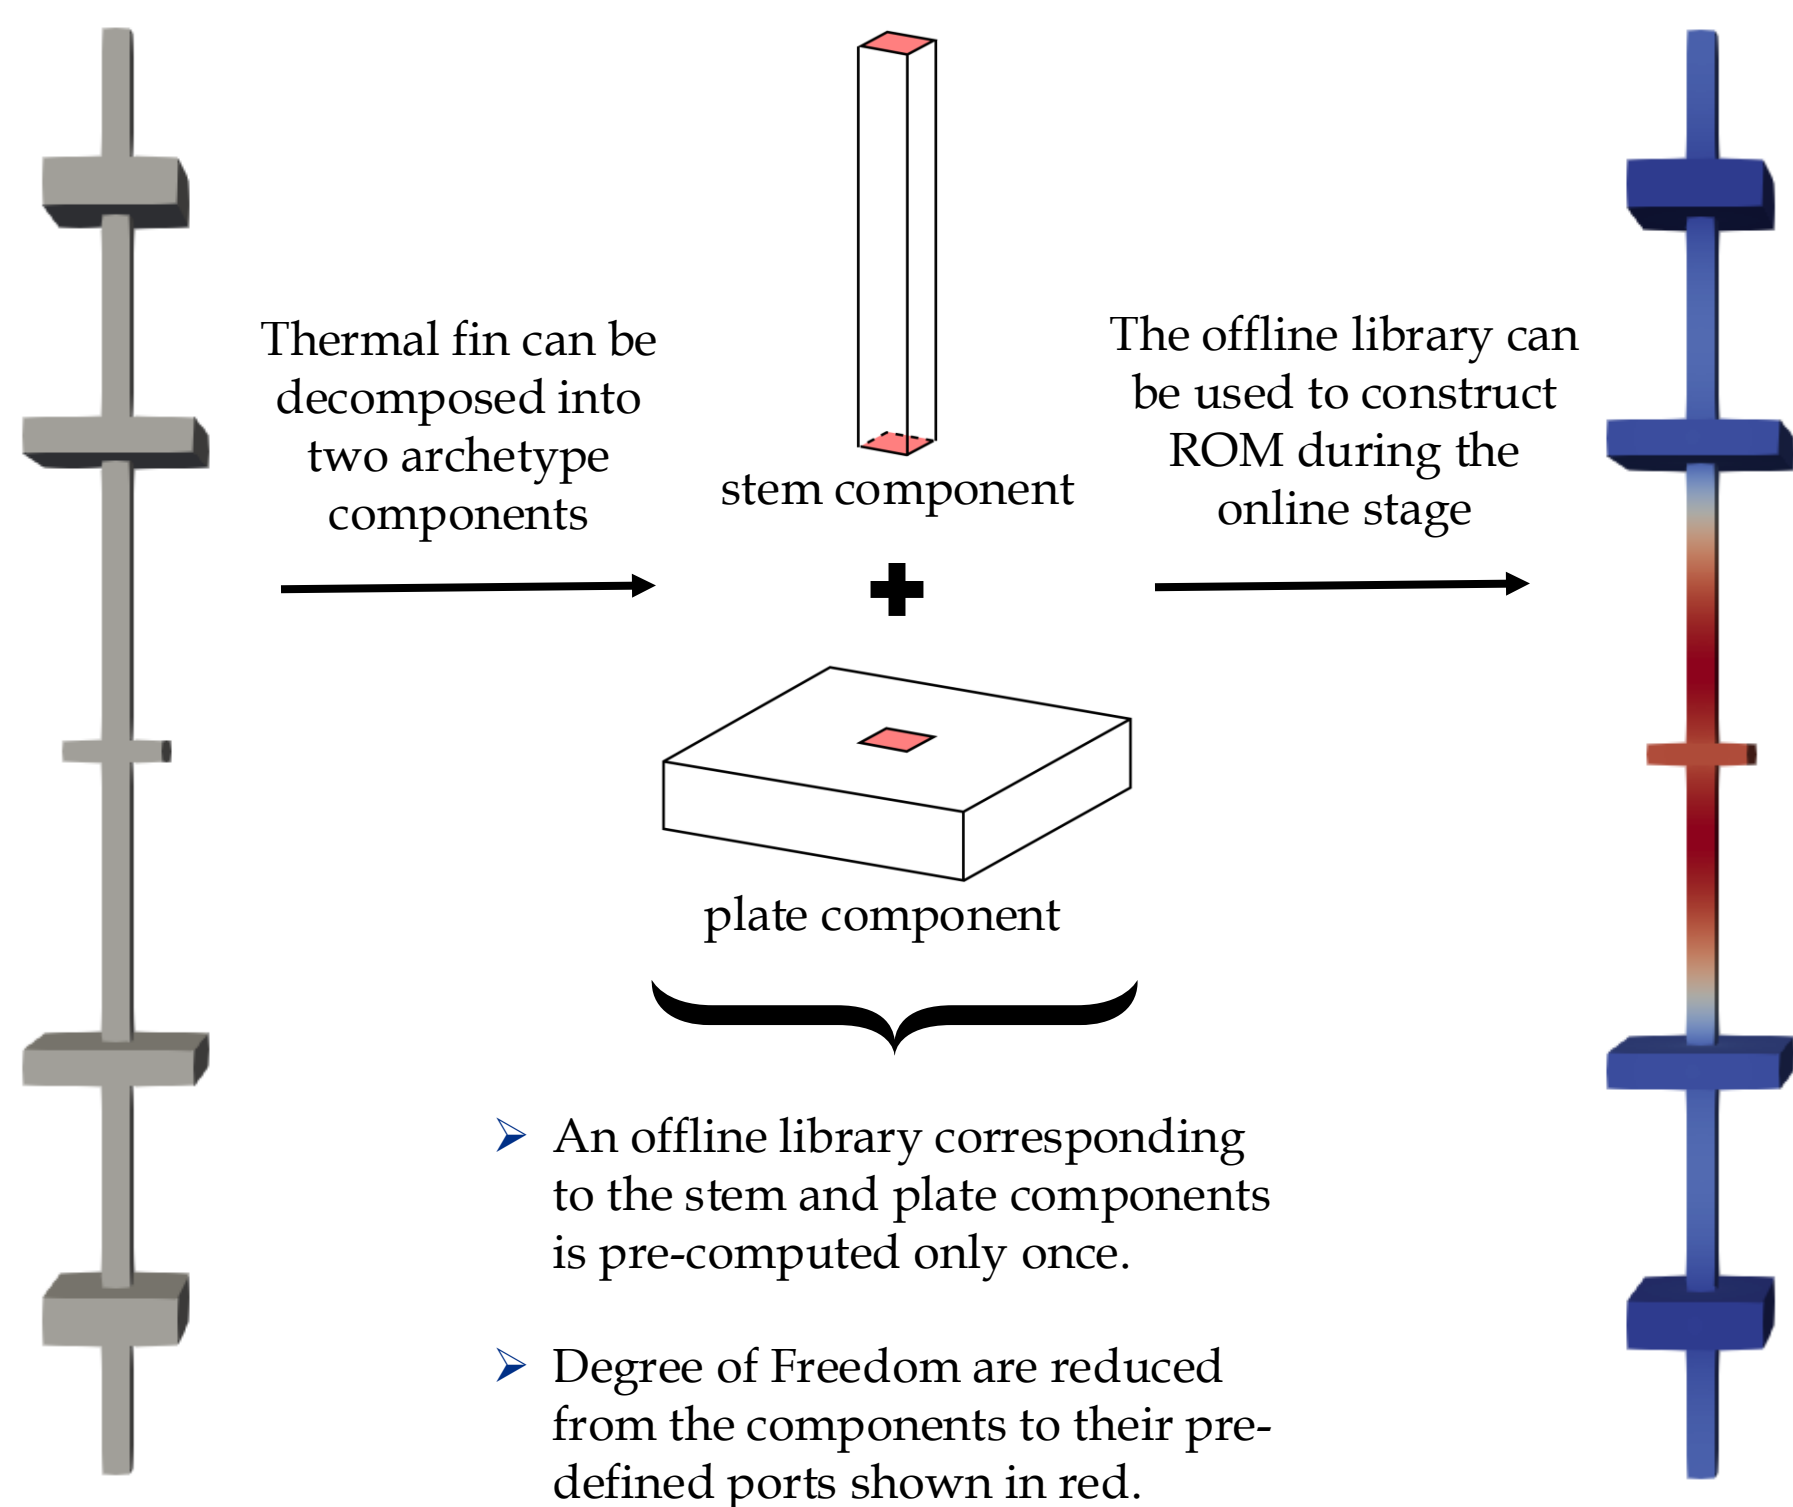 Thermal fin can be
decomposed into
two archetype
components
stem component
plate component
The offline library can
be used to construct
ROM during the
online stage
An offline library corresponding
to the stem and plate components
is pre-computed only once.
Degree of Freedom are reduced
from the components to their pre-
defined ports shown in red.